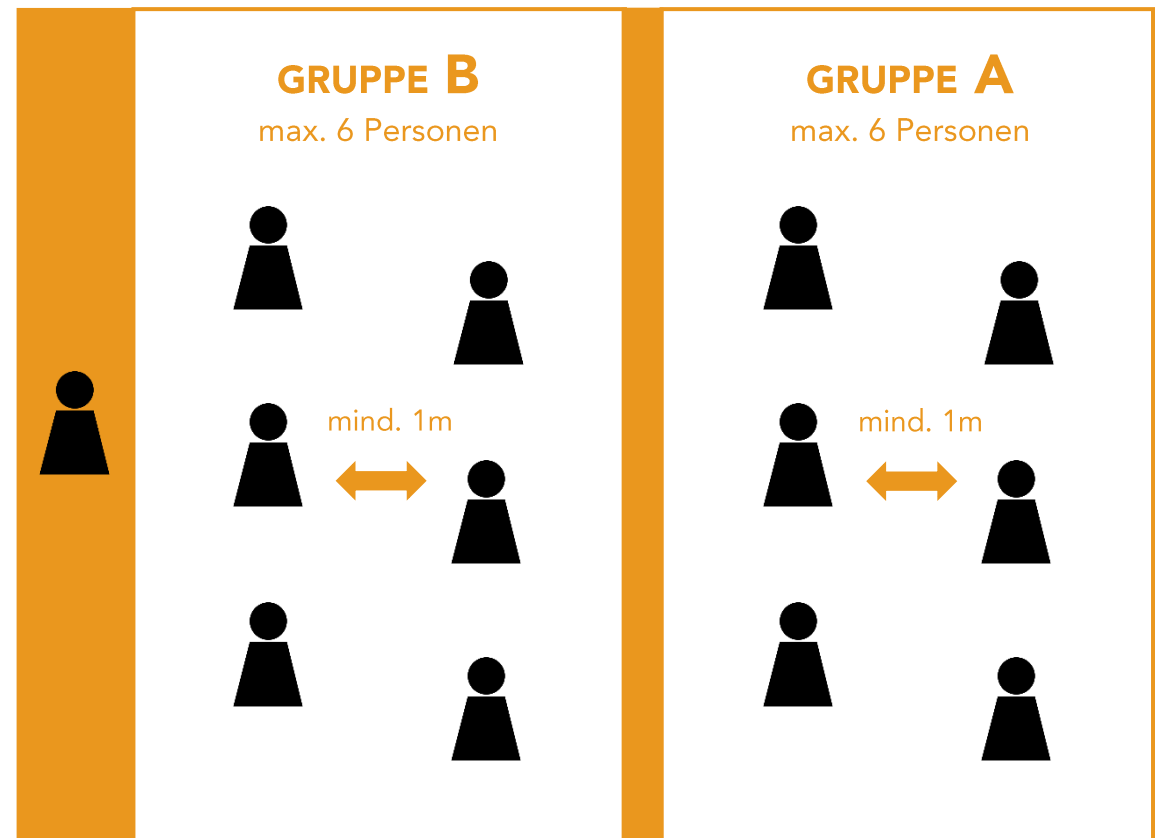 GRUPPE B
max. 6 Personen
mind. 1m
GRUPPE A
max. 6 Personen
mind. 1m